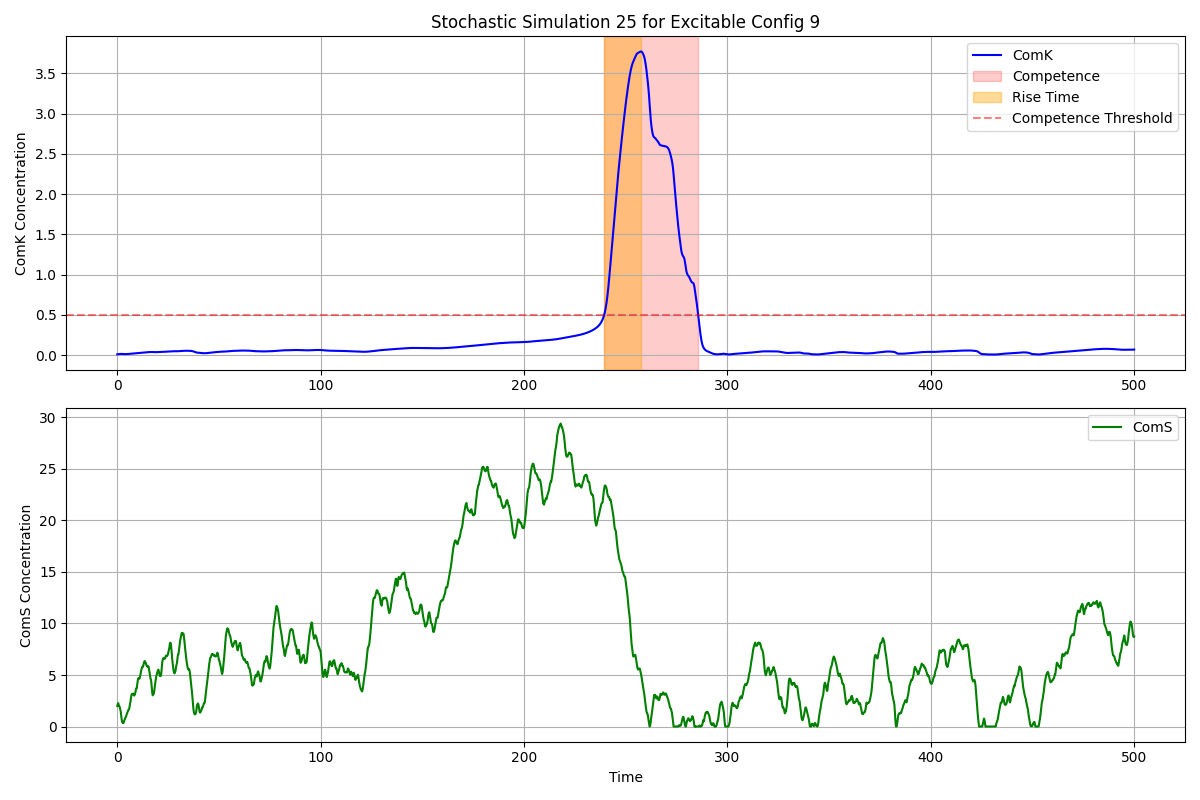 Stochastic Simulation 25 for Excitable Config 9
ComK Concentration
3.5
3.0
2.5
2.0
1.5
1.0
0.5
0.0
ComK
Competence
Rise Time
Competence Threshold
0 100 200 300 400 500
ComS Concentration
30
25
20
15
10
5
0
ComS
0 100 200 300 400 500
Time